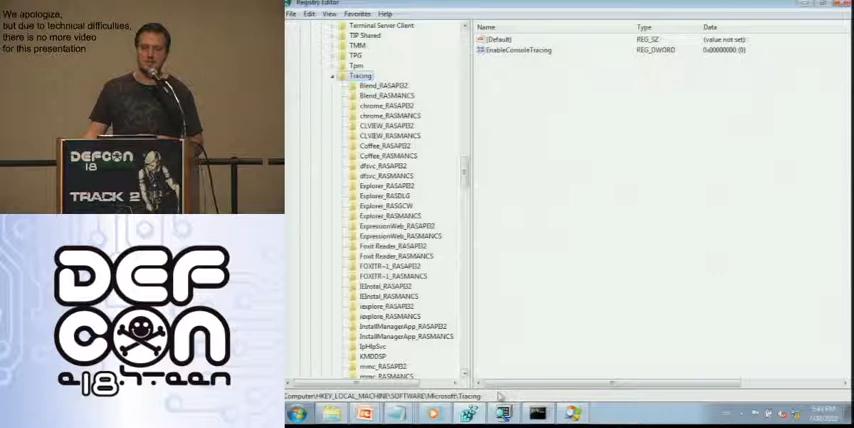 We apologize,
but due to technical difficulties,
there is no more video
for this presentation
DEFCON
18
TRACK 2
DEF
CON
e18hteen
Registry Editor
File Edit View Favorites Help
Terminal Server Client
TIP Shared
TMM
TPG
Tpm
Tracing
Blend_RASAPI32
Blend_RASMANCS
chrome_RASAPI32
chrome_RASMANCS
CLVIEW_RASAPI32
CLVIEW_RASMANCS
Coffee_RASAPI32
Coffee_RASMANCS
dfsvc_RASAPI32
dfsvc_RASMANCS
Explorer_RASAPI32
Explorer_RASDLG
Explorer_RASGCW
Explorer_RASMANCS
ExpressionWeb_RASAPI32
ExpressionWeb_RASMANCS
Foxit Reader_RASAPI32
Foxit Reader_RASMANCS
FOXITR~1_RASAPI32
FOXITR~1_RASMANCS
IEInstal_RASAPI32
IEInstal_RASMANCS
iexplore_RASAPI32
iexplore_RASMANCS
InstallManagerApp_RASAPI32
InstallManagerApp_RASMANCS
IpHlpSvc
KMDDSP
mmc_RASAPI32
mmc_RASMANCS
Name Type Data
(Default) REG_SZ (value not set)
EnableConsoleTracing REG_DWORD 0x00000000 (0)
Computer\HKEY_LOCAL_MACHINE\SOFTWARE\Microsoft\Tracing